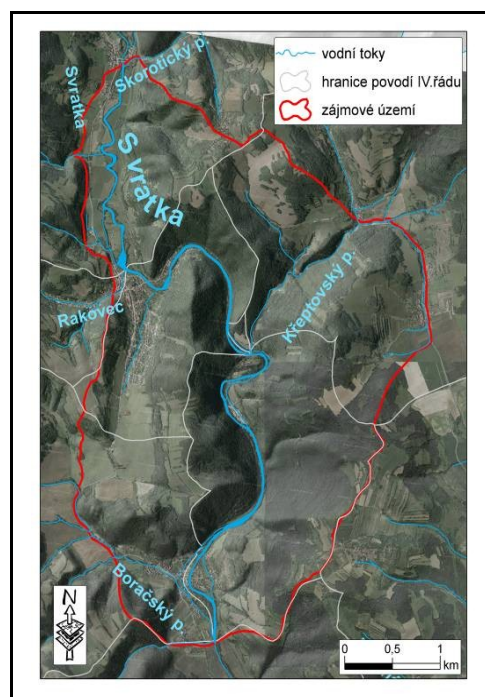 Skorotický p.
Svratka
vodní toky
hranice povodí IV.řádu
zájmové území
Svratka
Křeptovský p.
Rakovec
Boračský p.
N
0 0,5 1
km